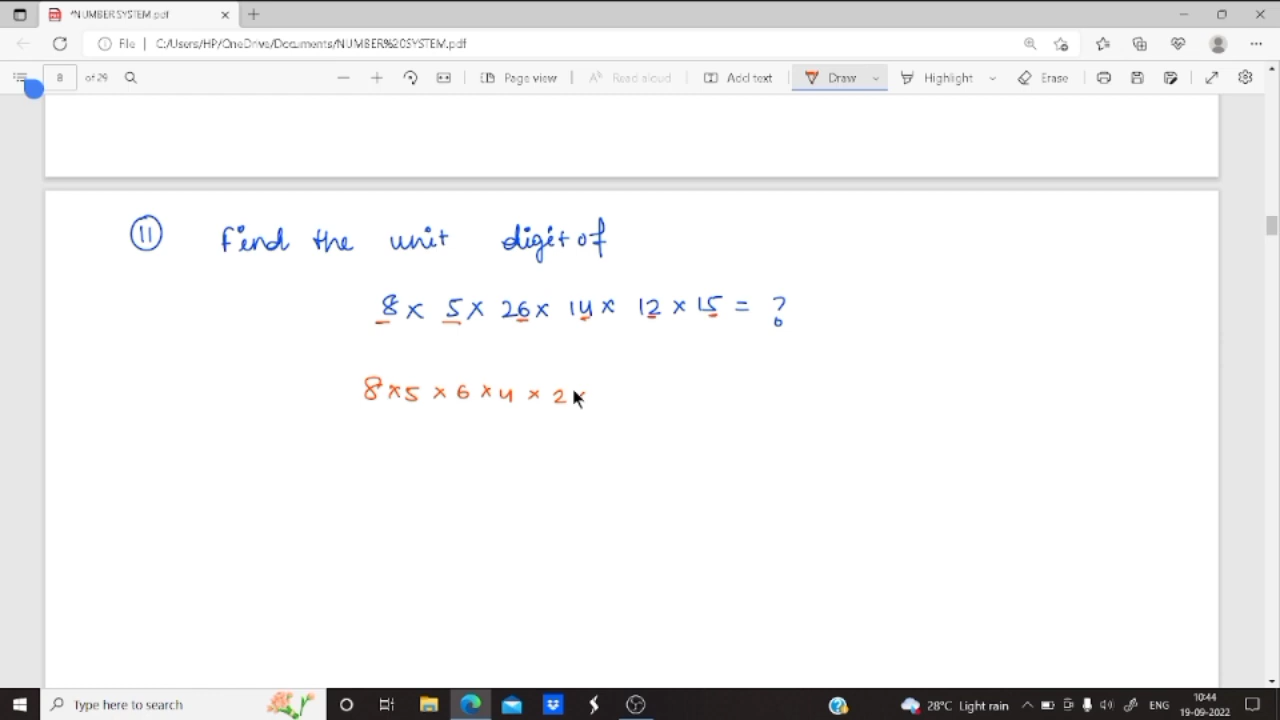 *NUMBER SYSTEM.pdf
File | C:/Users/HP/OneDrive/Documents/NUMBER%20SYSTEM.pdf
8 of 29 Page view Read aloud Add text Draw Highlight Erase
11 Find the unit digit of
8 × 5 × 26 × 14 × 12 × 15 = ?
8 × 5 × 6 × 4 × 2 ×
Type here to search 28°C Light rain ENG 10:44
19-09-2022